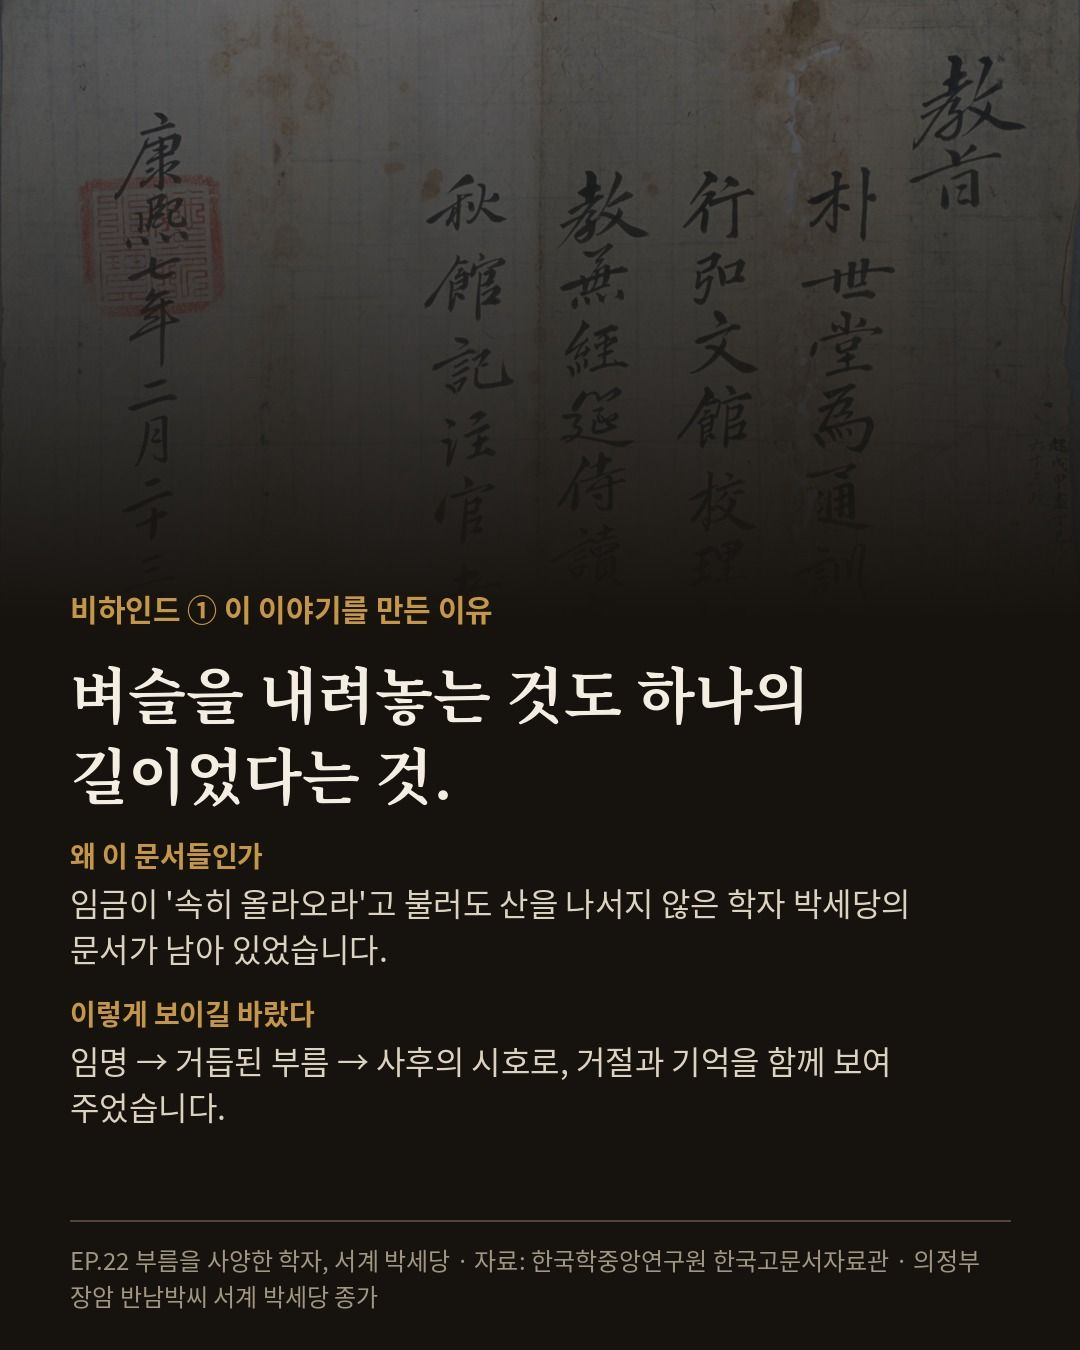 教旨
朴世堂為通訓
行弘文館校理
教兼經筵侍讀
秋館記注官
康熙七年二月二十三
비하인드 ① 이 이야기를 만든 이유
벼슬을 내려놓는 것도 하나의
길이었다는 것.
왜 이 문서들인가
임금이 '속히 올라오라'고 불러도 산을 나서지 않은 학자 박세당의
문서가 남아 있었습니다.
이렇게 보이길 바랐다
임명 → 거듭된 부름 → 사후의 시호로, 거절과 기억을 함께 보여
주었습니다.
EP.22 부름을 사양한 학자, 서계 박세당 · 자료: 한국학중앙연구원 한국고문서자료관 · 의정부
장암 반남박씨 서계 박세당 종가